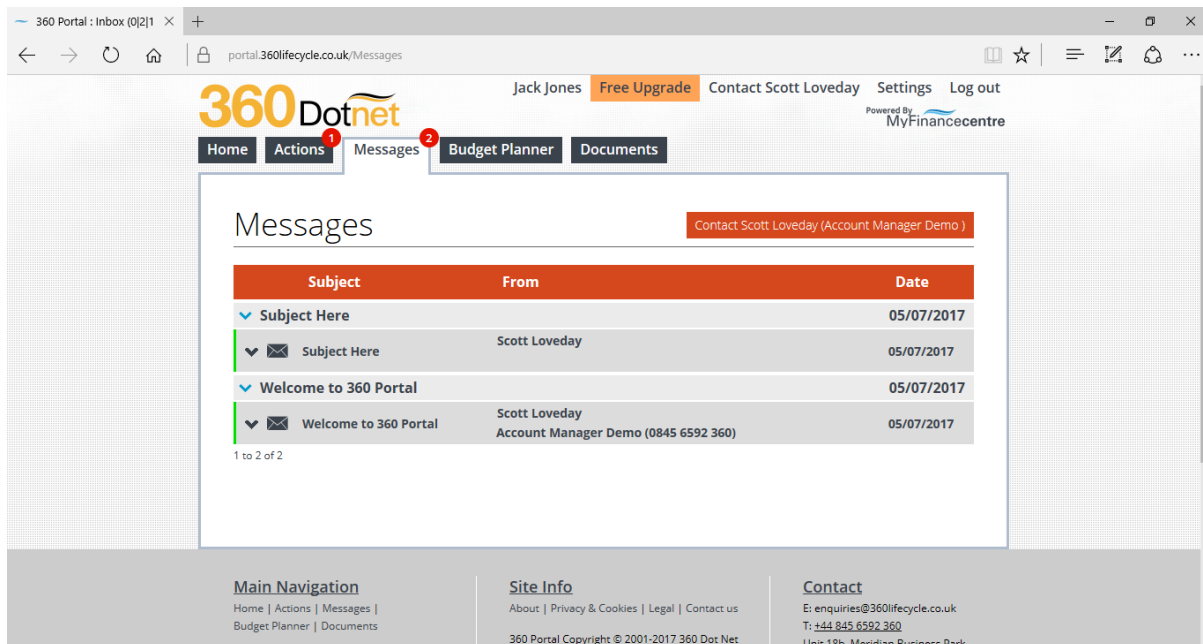 360 Portal : Inbox (0|2|1
portal.360lifecycle.co.uk/Messages
Jack Jones Free Upgrade Contact Scott Loveday Settings Log out
360 Dotnet
Powered By
MyFinancecentre
Home Actions 1 Messages 2 Budget Planner Documents
Messages
Contact Scott Loveday (Account Manager Demo )
Subject From Date
Subject Here 05/07/2017
Subject Here Scott Loveday 05/07/2017
Welcome to 360 Portal 05/07/2017
Welcome to 360 Portal Scott Loveday 05/07/2017
Account Manager Demo (0845 6592 360)
1 to 2 of 2
Main Navigation Site Info Contact
Home | Actions | Messages | About | Privacy & Cookies | Legal | Contact us E: enquiries@360lifecycle.co.uk
Budget Planner | Documents T: +44 845 6592 360
360 Portal Copyright © 2001-2017 360 Dot Net Unit 18b, Meridian Business Park